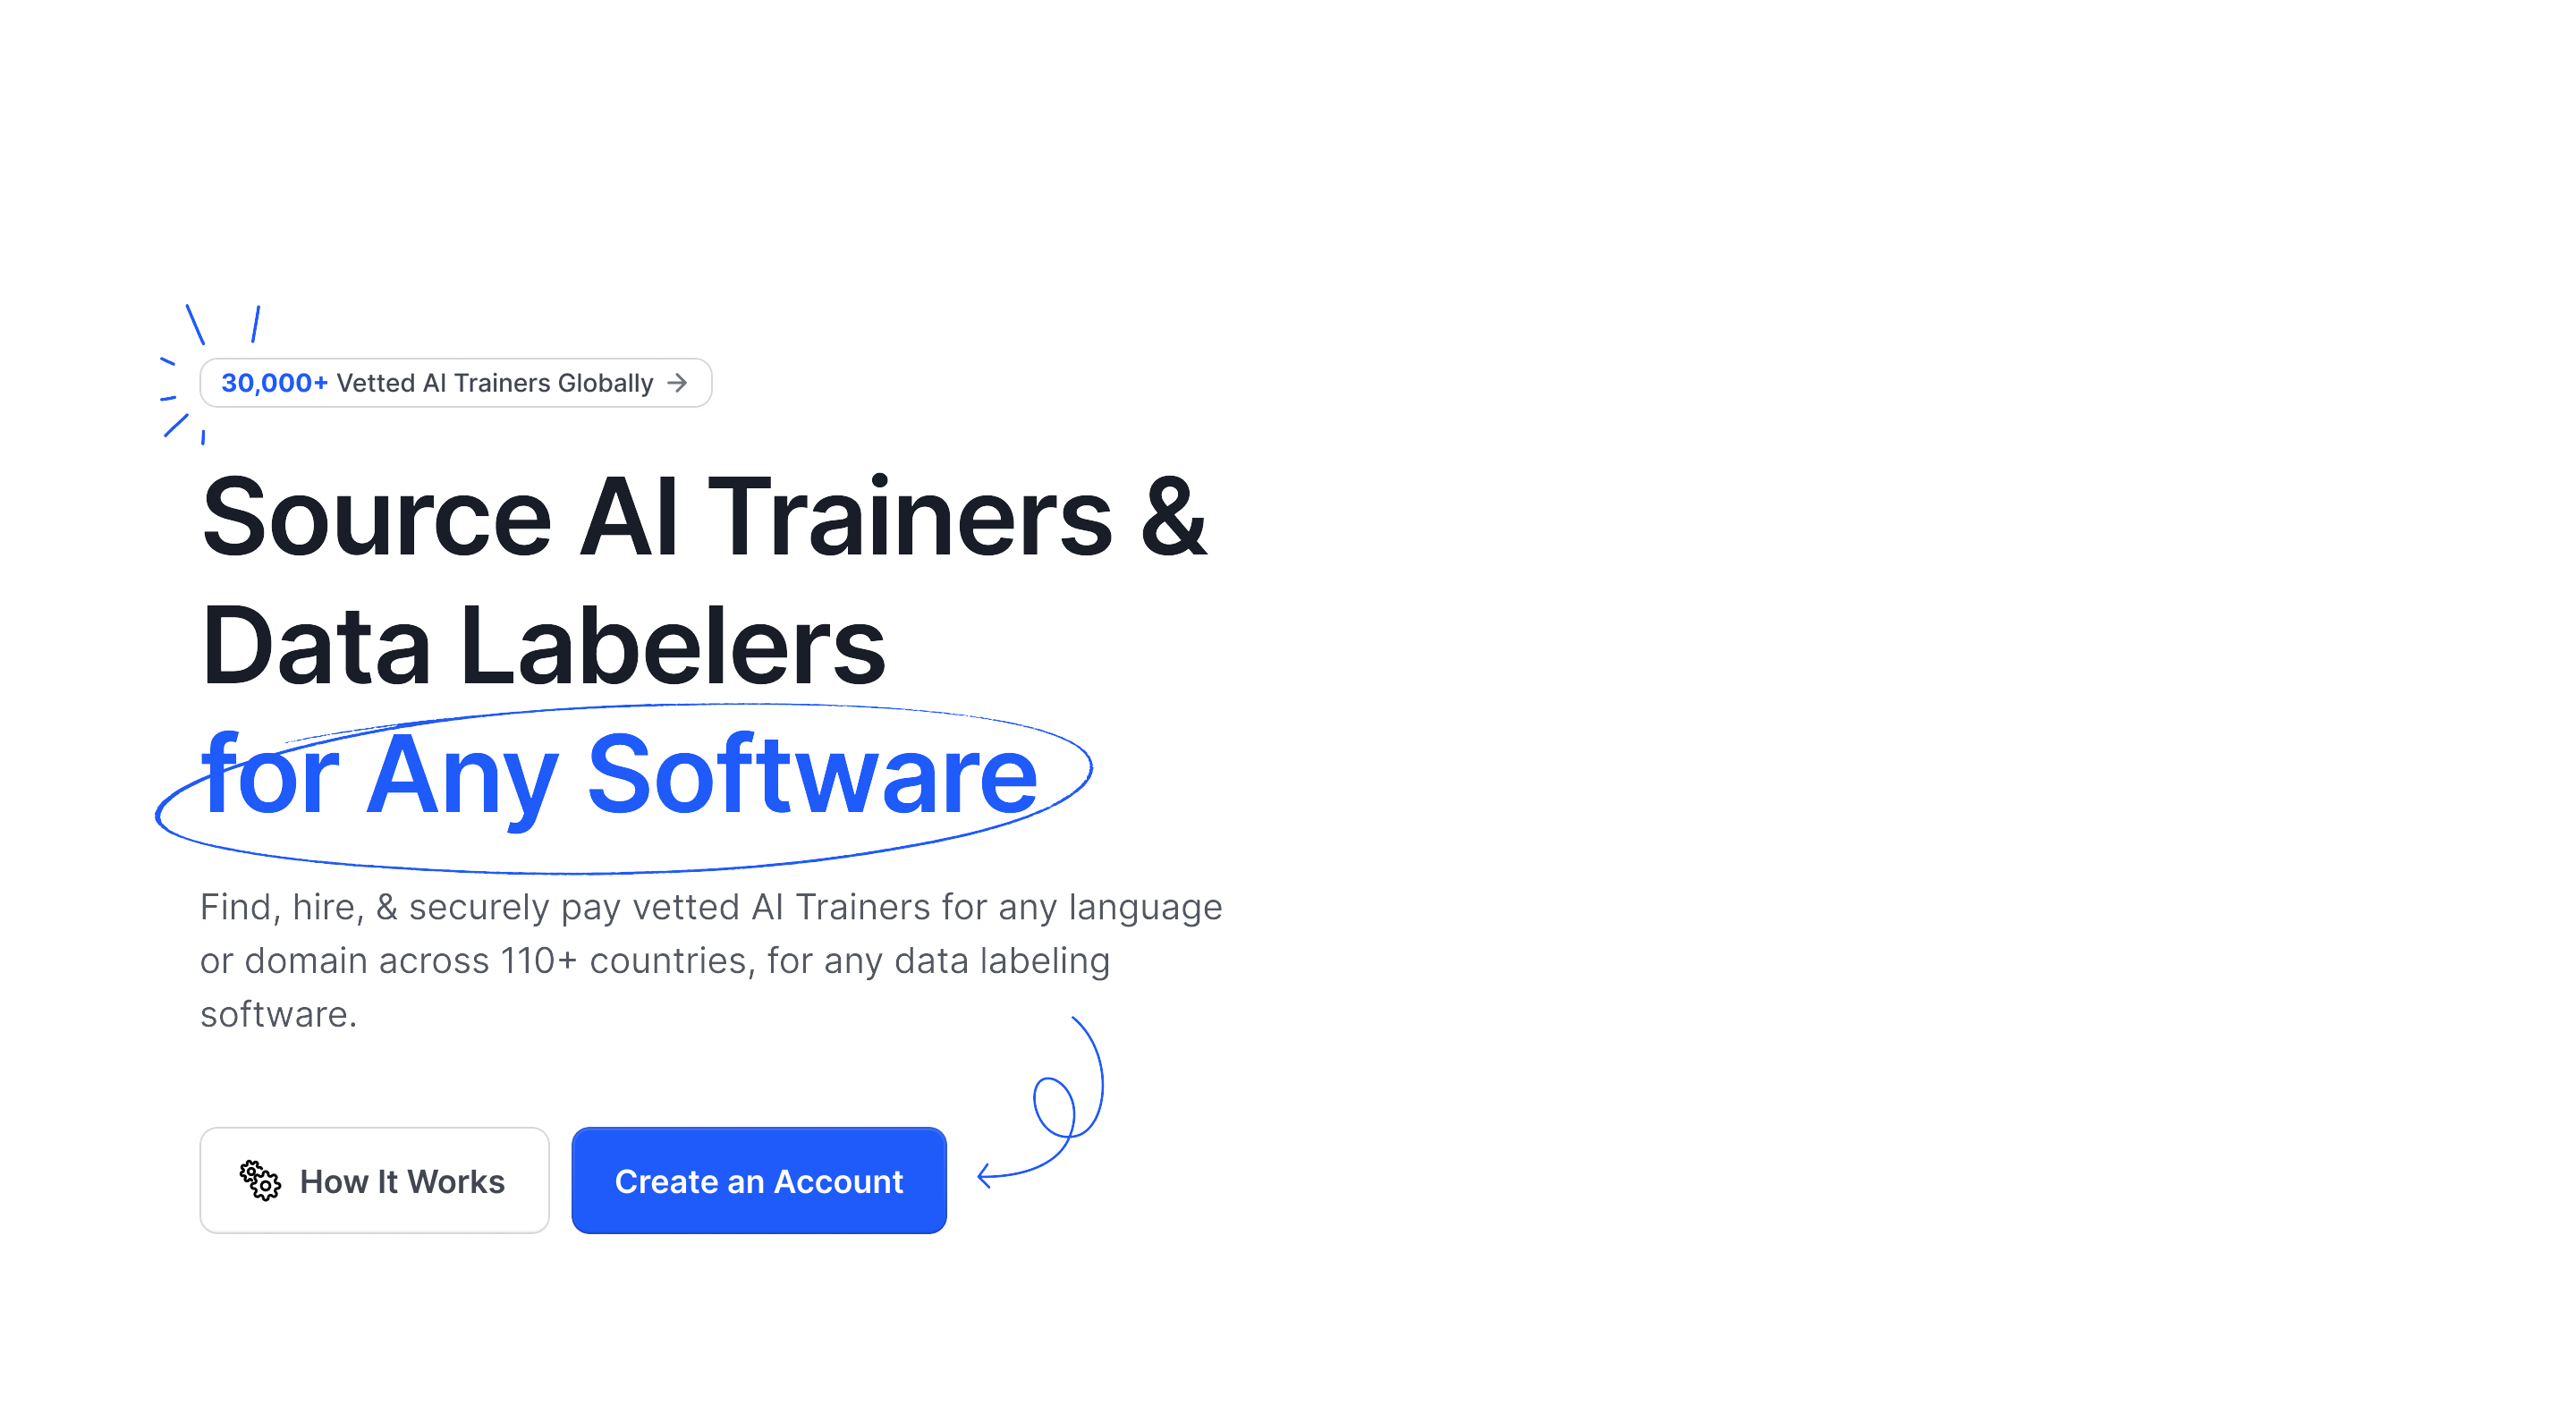 30,000+ Vetted AI Trainers Globally →
Source AI Trainers &
Data Labelers
for Any Software
Find, hire, & securely pay vetted AI Trainers for any language
or domain across 110+ countries, for any data labeling
software.
How It Works
Create an Account